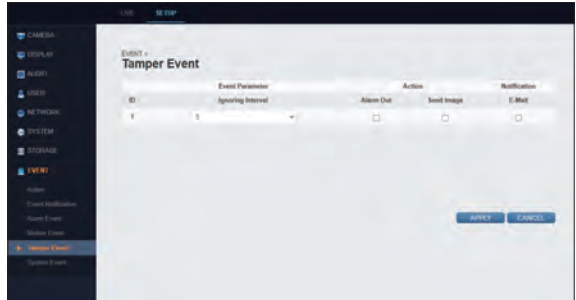 LIVE SETUP
CAMERA
DISPLAY
AUDIO
USER
NETWORK
SYSTEM
STORAGE
EVENT
Action
Event Notification
Alarm Event
Motion Event
Tamper Event
System Event
EVENT >
Tamper Event
Event Parameter Action Notification
ID Ignoring Interval Alarm Out Send Image E-Mail
1 5
APPLY CANCEL